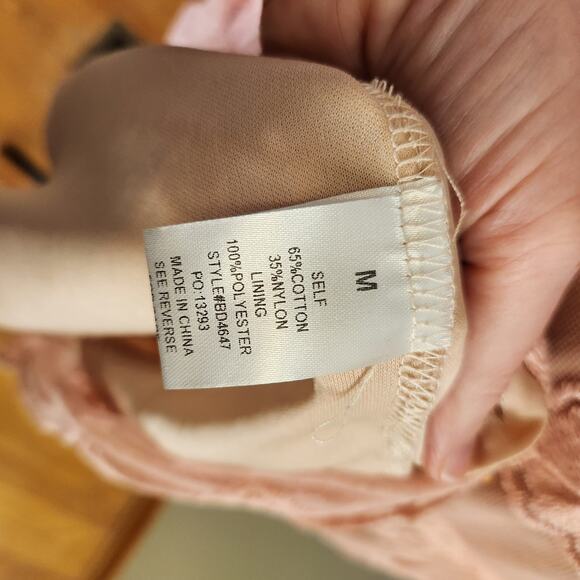 M
SELF
65%COTTON
35%NYLON
LINING
100%POLYESTER
STYLE#BD4647
PO:13293
MADE IN CHINA
SEE REVERSE